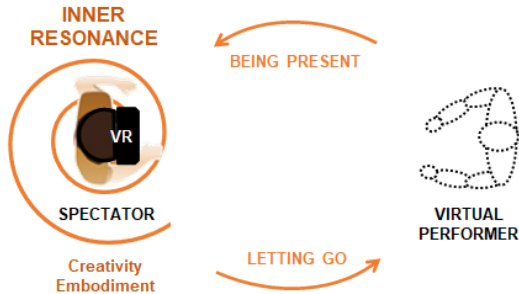 INNER
RESONANCE
BEING PRESENT
VR
SPECTATOR
VIRTUAL
PERFORMER
LETTING GO
Creativity
Embodiment